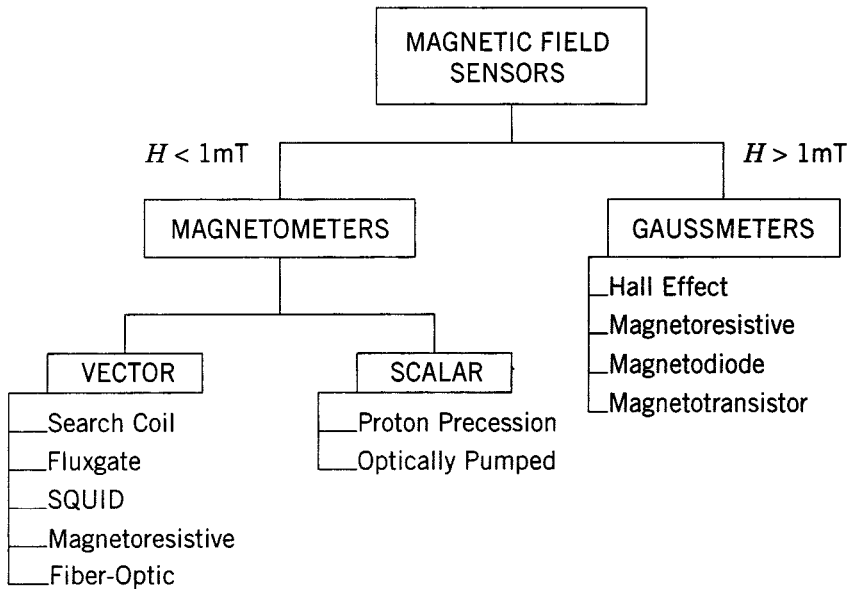 MAGNETIC FIELD
SENSORS
H < 1mT
H > 1mT
MAGNETOMETERS
GAUSSMETERS
Hall Effect
Magnetoresistive
Magnetodiode
Magnetotransistor
VECTOR
SCALAR
Search Coil
Fluxgate
SQUID
Magnetoresistive
Fiber-Optic
Proton Precession
Optically Pumped